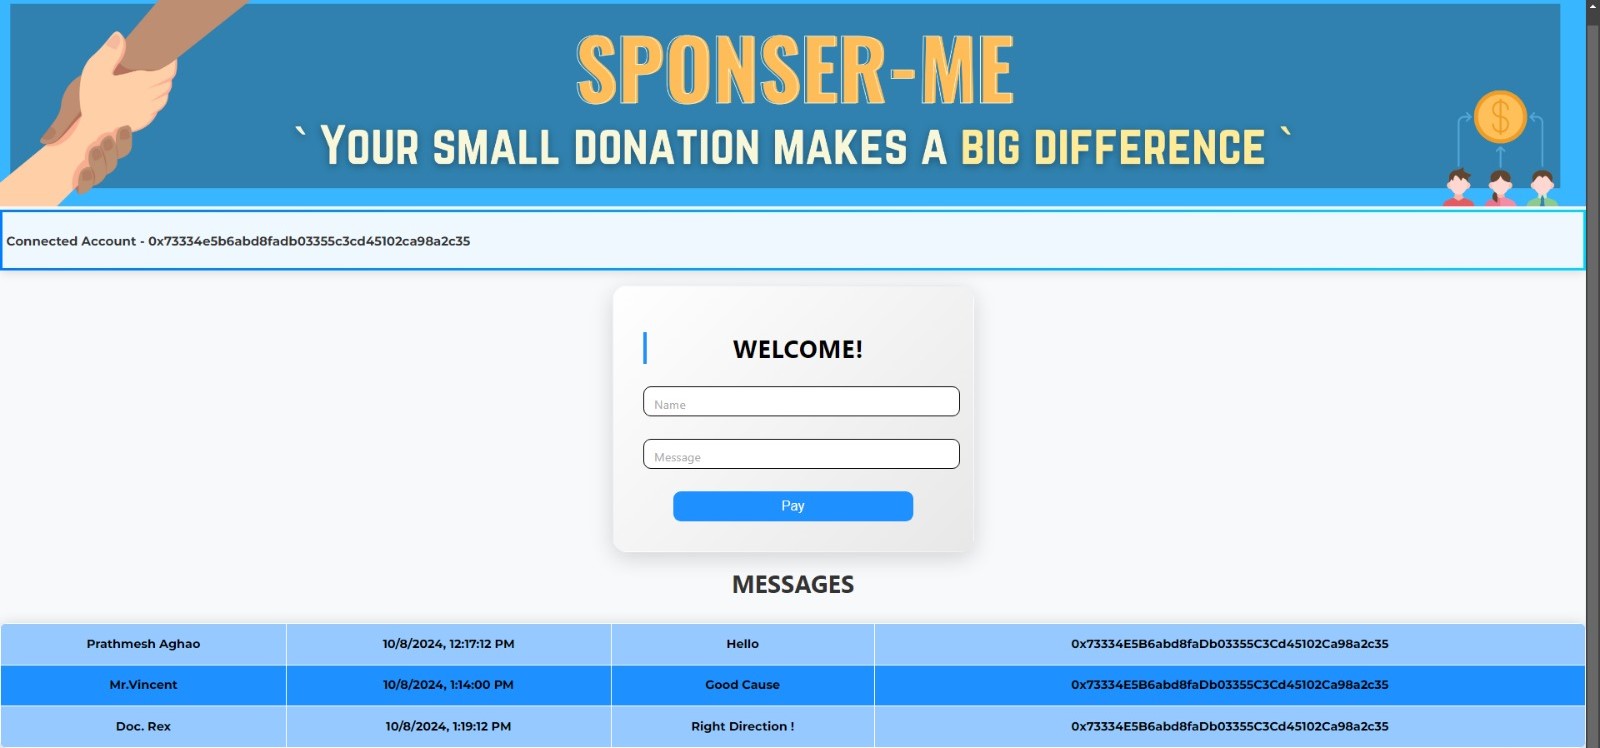 SPONSER-ME
` YOUR SMALL DONATION MAKES A BIG DIFFERENCE `
$
Connected Account - 0x73334e5b6abd8fadb03355c3cd45102ca98a2c35
WELCOME!
Name
Message
Pay
MESSAGES
Prathmesh Aghao 10/8/2024, 12:17:12 PM Hello 0x73334E5B6abd8faDb03355C3Cd45102Ca98a2c35
Mr.Vincent 10/8/2024, 1:14:00 PM Good Cause 0x73334E5B6abd8faDb03355C3Cd45102Ca98a2c35
Doc. Rex 10/8/2024, 1:19:12 PM Right Direction ! 0x73334E5B6abd8faDb03355C3Cd45102Ca98a2c35